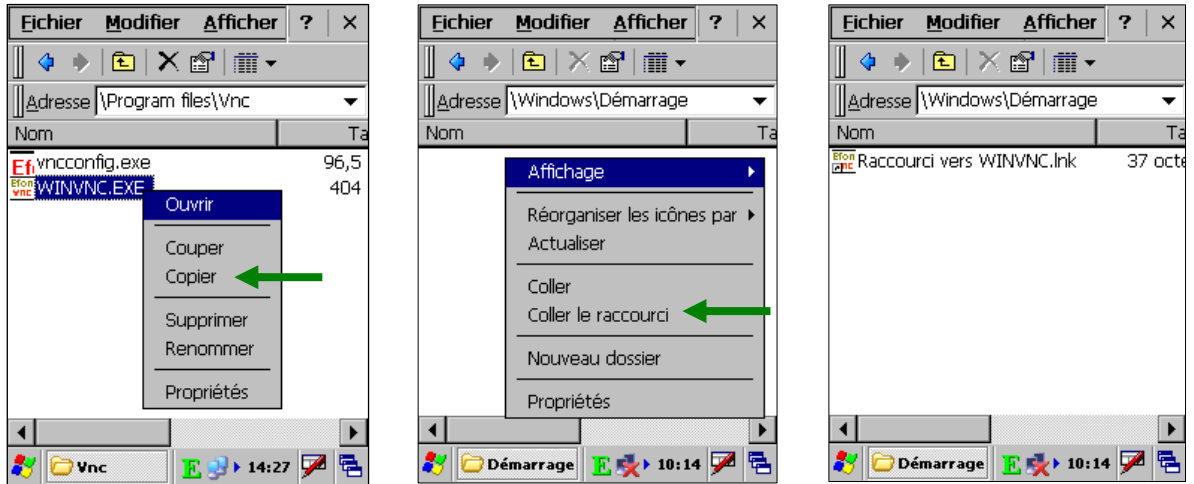 Fichier Modifier Afficher ? ×
Adresse \Program files\Vnc
Nom Ta
vncconfig.exe 96,5
WINVNC.EXE 404
Ouvrir
Couper
Copier
Supprimer
Renommer
Propriétés
Vnc 14:27
Fichier Modifier Afficher ? ×
Adresse \Windows\Démarrage
Nom Ta
Affichage
Réorganiser les icônes par
Actualiser
Coller
Coller le raccourci
Nouveau dossier
Propriétés
Démarrage E 10:14
Fichier Modifier Afficher ? ×
Adresse \Windows\Démarrage
Nom Ta
Raccourci vers WINVNC.lnk 37 octe
Démarrage E 10:14